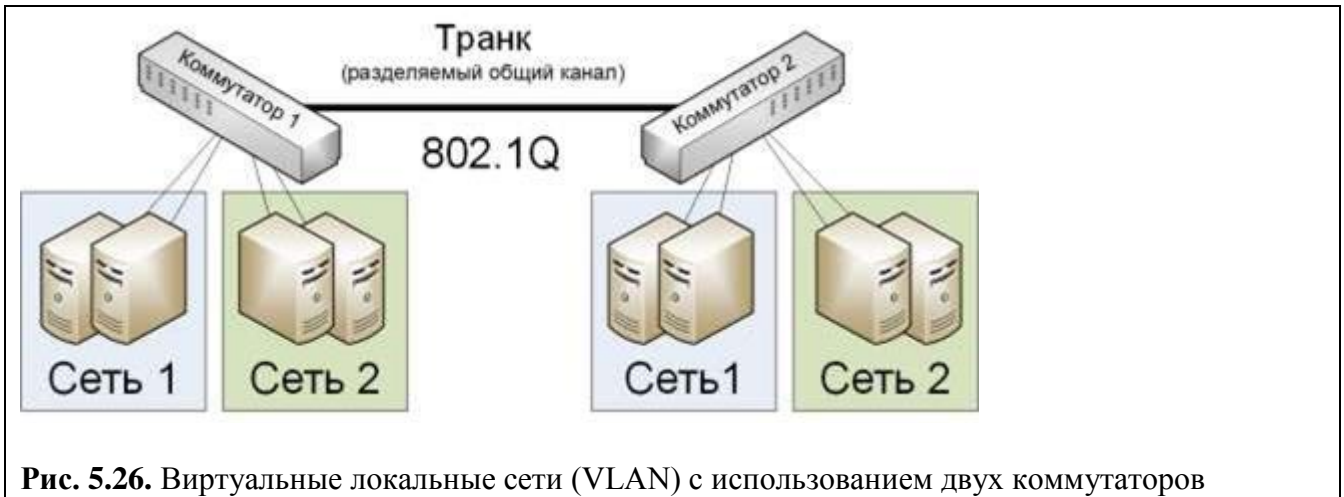 Транк
(разделяемый общий канал)
Коммутатор 1
Коммутатор 2
802.1Q
Сеть 1
Сеть 2
Сеть1
Сеть 2
Рис. 5.26. Виртуальные локальные сети (VLAN) с использованием двух коммутаторов